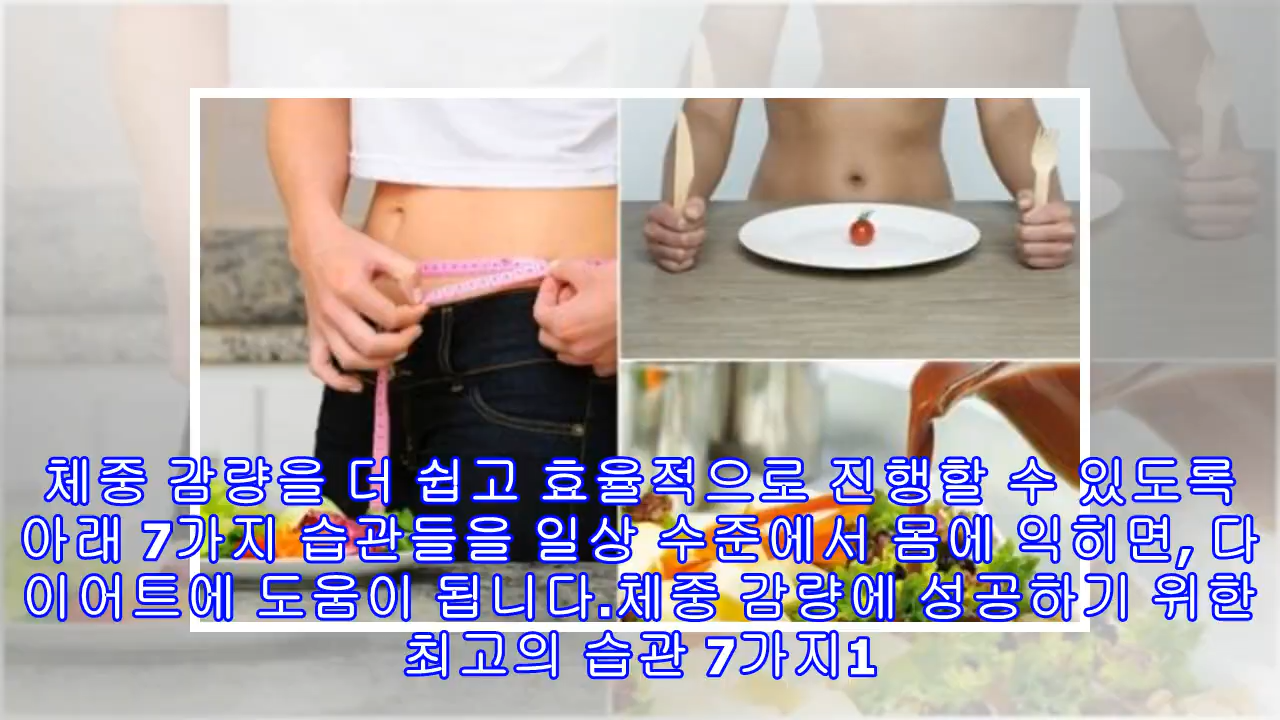 체중 감량을 더 쉽고 효율적으로 진행할 수 있도록
아래 7가지 습관들을 일상 수준에서 몸에 익히면, 다
이어트에 도움이 됩니다.체중 감량에 성공하기 위한
최고의 습관 7가지1